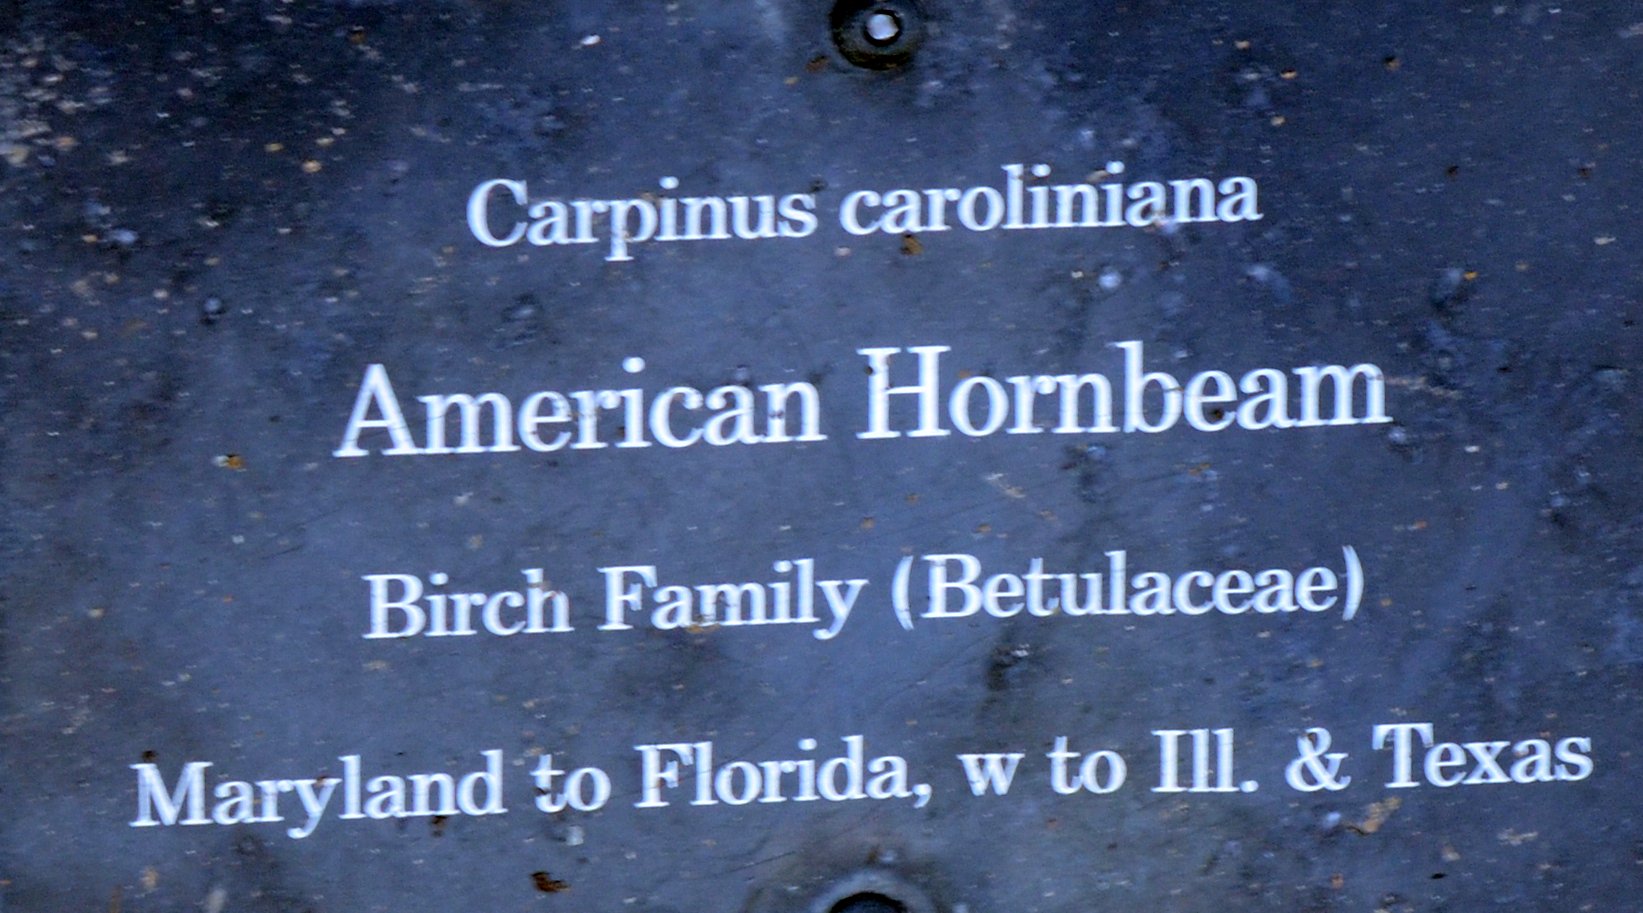 Carpinus caroliniana
American Hornbeam
Birch Family (Betulaceae)
Maryland to Florida, w to Ill. & Texas